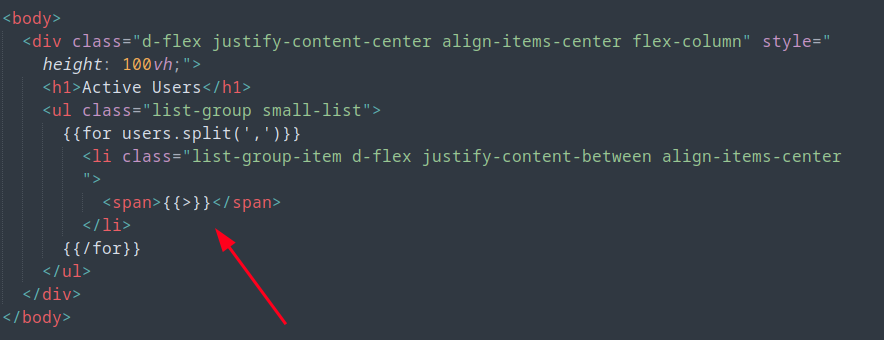 <body>
<div class="d-flex justify-content-center align-items-center flex-column" style="
height: 100vh;">
<h1>Active Users</h1>
<ul class="list-group small-list">
{{for users.split(',')}}
<li class="list-group-item d-flex justify-content-between align-items-center
">
<span>{{>}}</span>
</li>
{{/for}}
</ul>
</div>
</body>